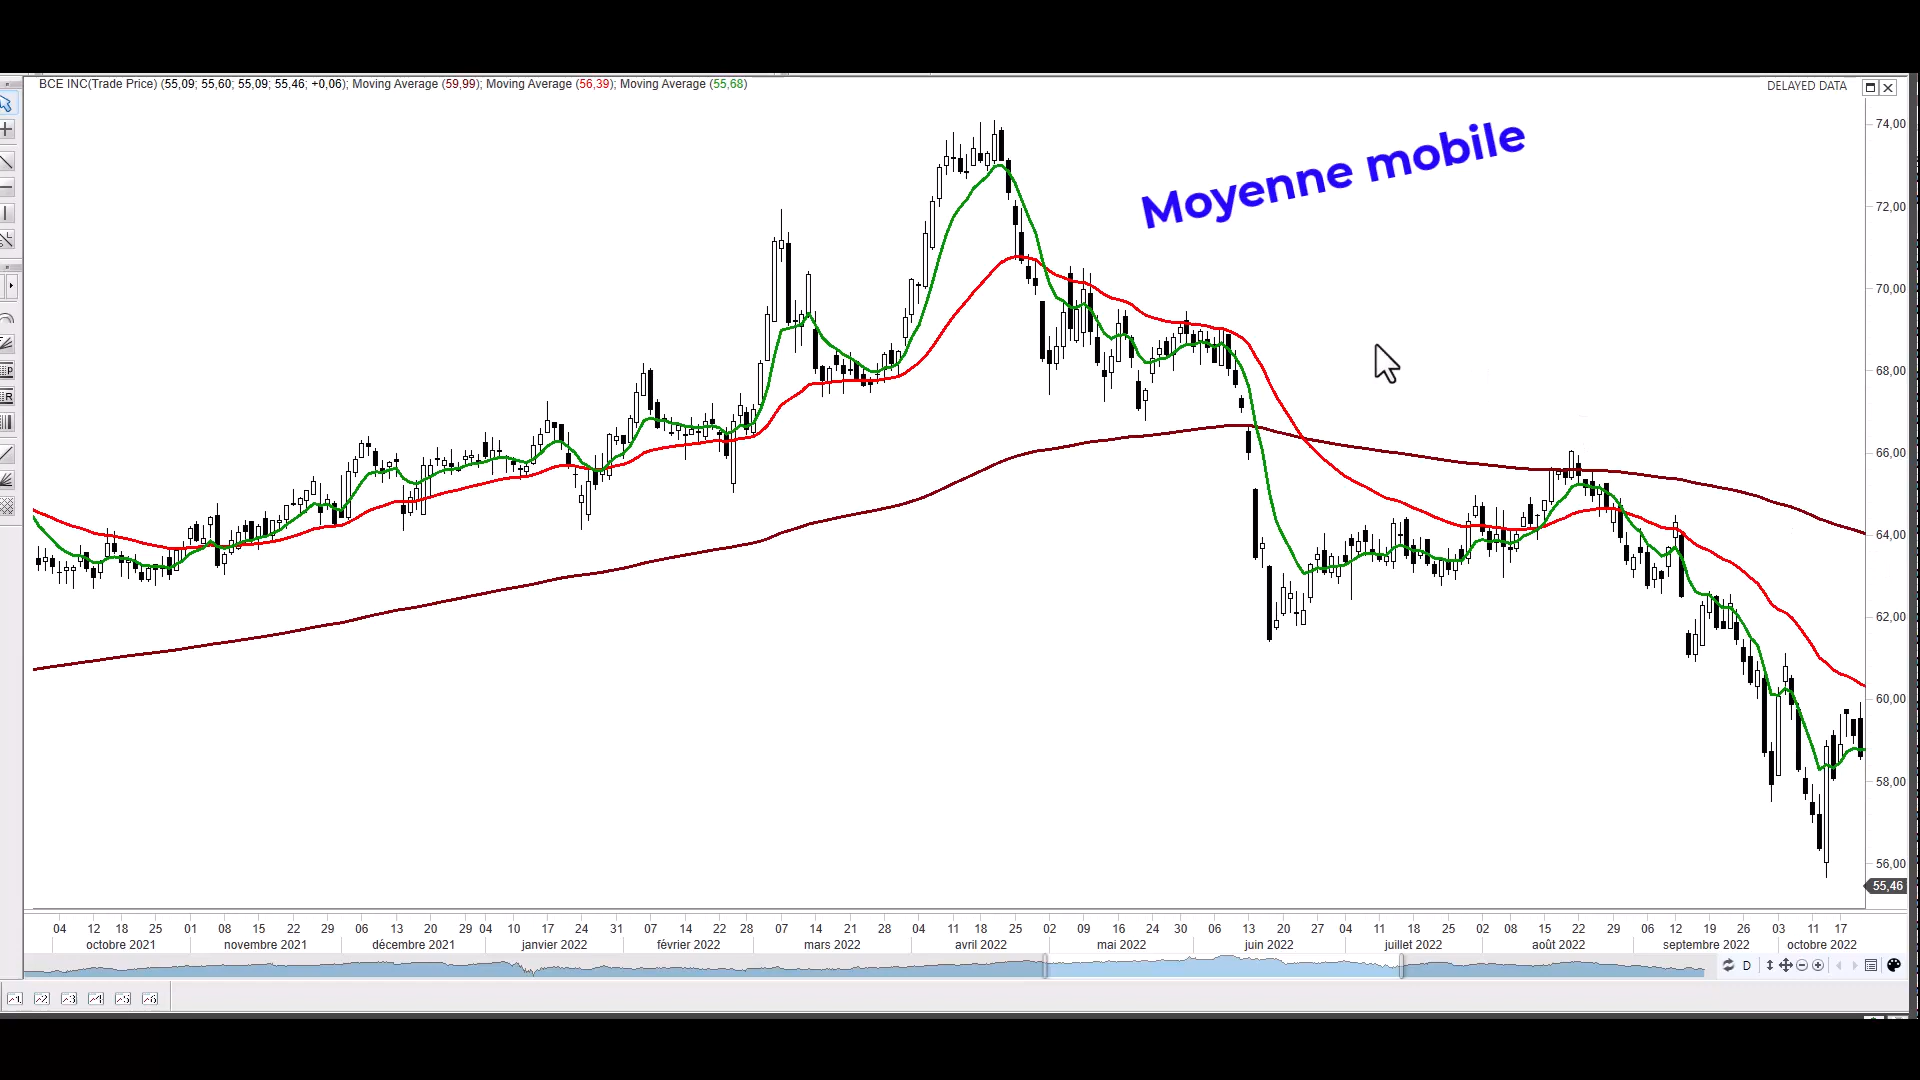 BCE INC(Trade Price) (55,09; 55,60; 55,09; 55,46; +0,06); Moving Average (59,99); Moving Average (56,39); Moving Average (55,68)
DELAYED DATA
Moyenne mobile
74,00
72,00
70,00
68,00
66,00
64,00
62,00
60,00
58,00
56,00
55,46
04 12 18 25 01 08 15 22 29 06 13 20 29 04 10 17 24 31 07 14 22 28 07 14 21 28 04 11 18 25 02 09 16 24 30 06 13 20 27 04 11 18 25 02 08 15 22 29 06 12 19 26 03 11 17
octobre 2021 novembre 2021 décembre 2021 janvier 2022 février 2022 mars 2022 avril 2022 mai 2022 juin 2022 juillet 2022 août 2022 septembre 2022 octobre 2022
D
1 2 3 4 5 6